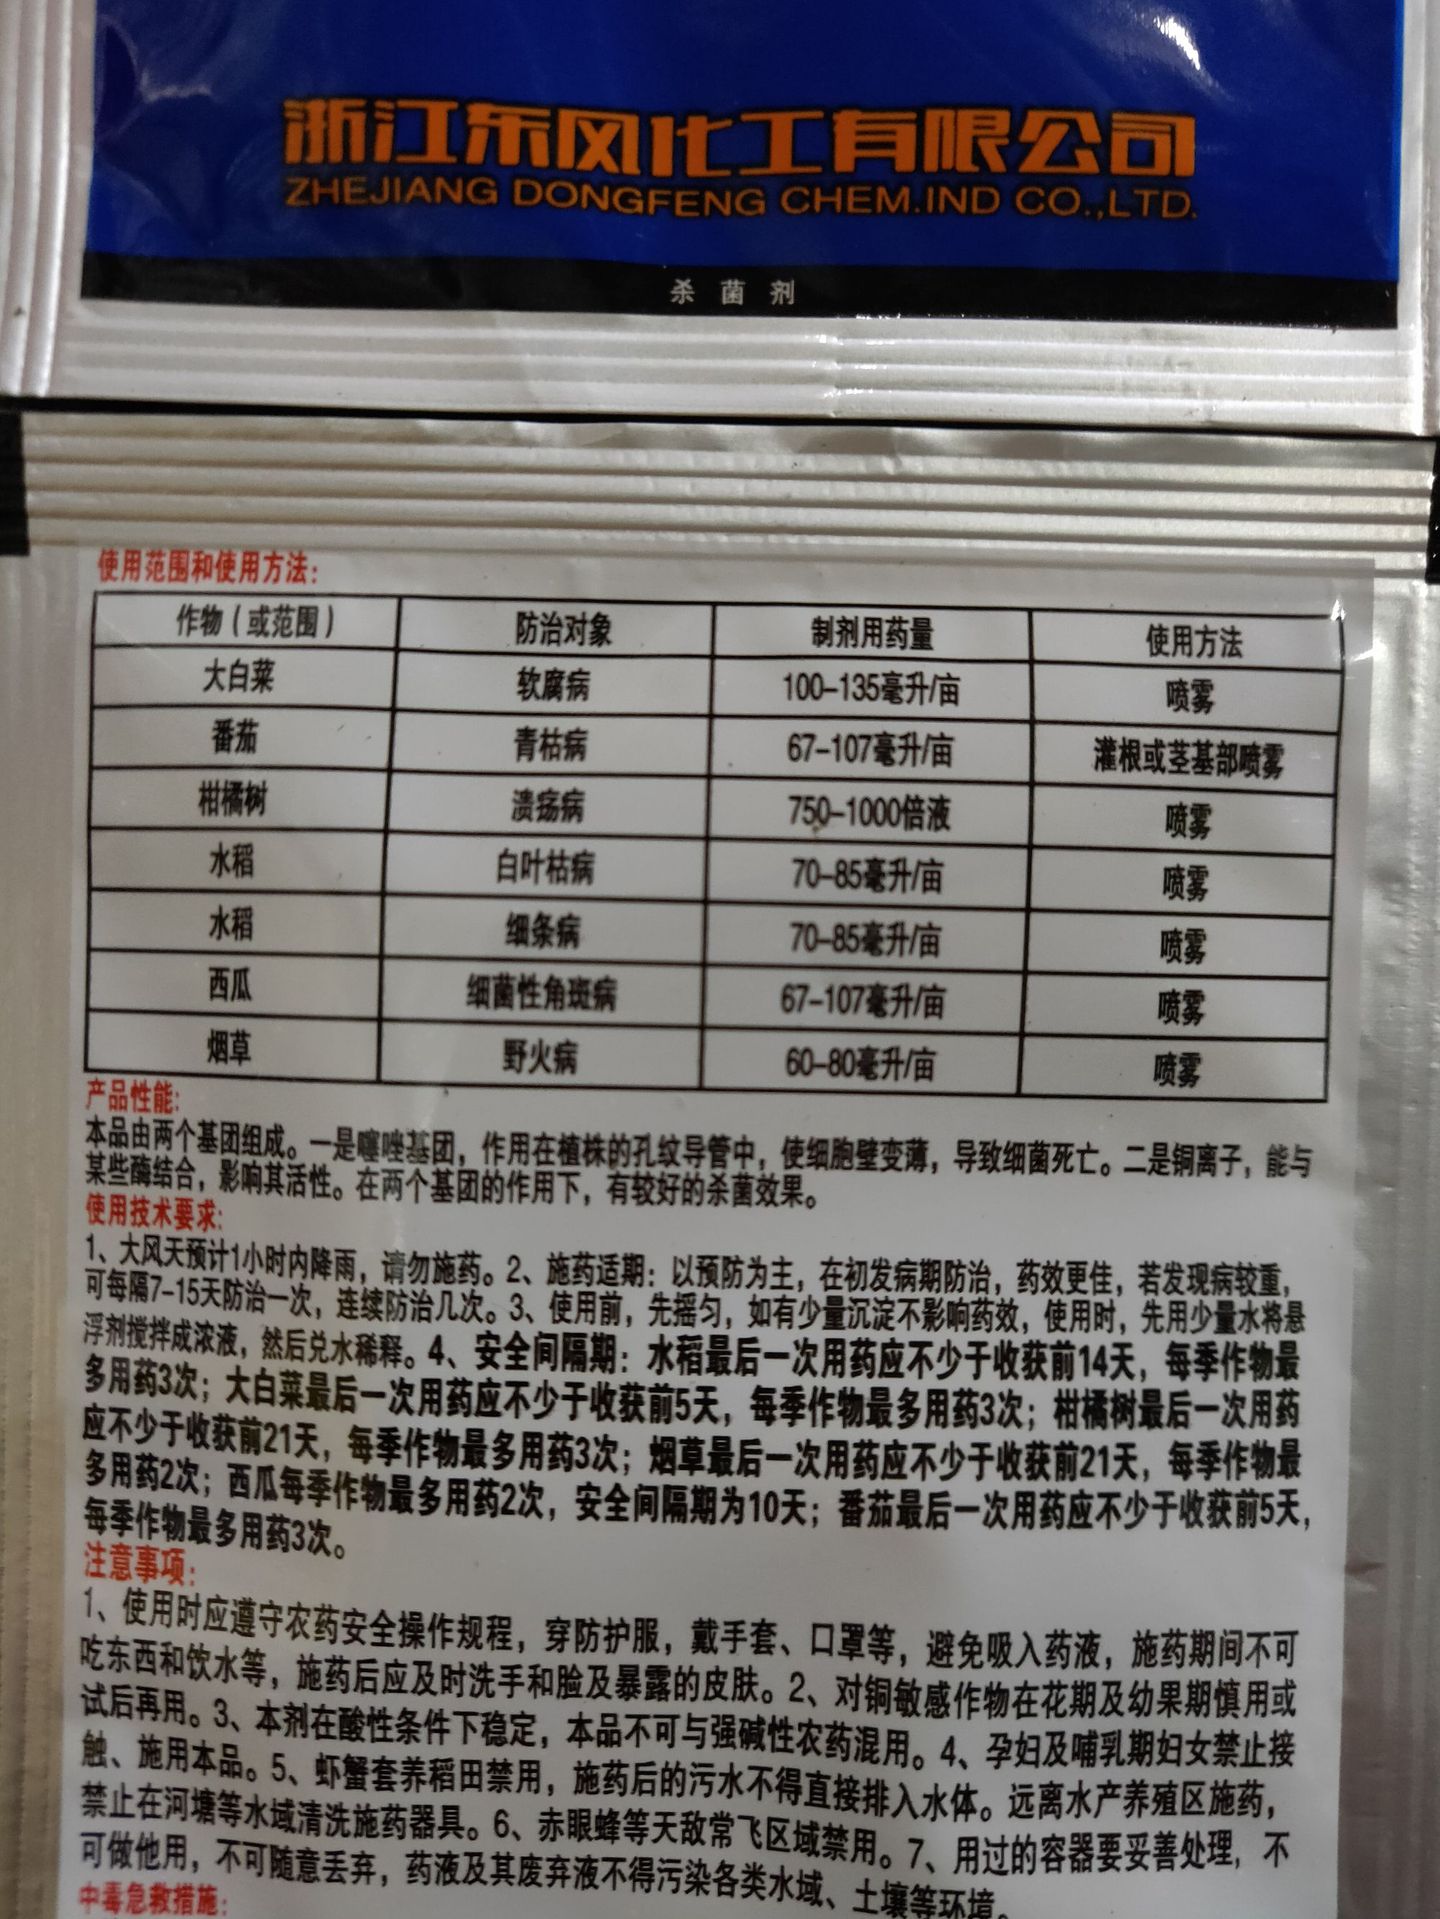 浙江东风化工有限公司
ZHEJIANG DONGFENG CHEM.IND CO.,LTD.
杀菌剂
使用范围和使用方法:
作物(或范围) 防治对象 制剂用药量 使用方法
大白菜 软腐病 100-135毫升/亩 喷雾
番茄 青枯病 67-107毫升/亩 灌根或茎基部喷雾
柑橘树 溃疡病 750-1000倍液 喷雾
水稻 白叶枯病 70-85毫升/亩 喷雾
水稻 细条病 70-85毫升/亩 喷雾
西瓜 细菌性角斑病 67-107毫升/亩 喷雾
烟草 野火病 60-80毫升/亩 喷雾
产品性能:
本品由两个基团组成。一是噻唑基团，作用在植株的孔纹导管中，使细胞壁变薄，导致细菌死亡。二是铜离子，能与
某些酶结合，影响其活性。在两个基团的作用下，有较好的杀菌效果。
使用技术要求:
1、大风天预计1小时内降雨，请勿施药。2、施药适期：以预防为主，在初发病期防治，药效更佳，若发现病较重，
可每隔7-15天防治一次，连续防治几次。3、使用前，先摇匀，如有少量沉淀不影响药效，使用时，先用少量水将悬
浮剂搅拌成浓液，然后兑水稀释。4、安全间隔期：水稻最后一次用药应不少于收获前14天，每季作物最
多用药3次；大白菜最后一次用药应不少于收获前5天，每季作物最多用药3次；柑橘树最后一次用药
应不少于收获前21天，每季作物最多用药3次；烟草最后一次用药应不少于收获前21天，每季作物最
多用药2次；西瓜每季作物最多用药2次，安全间隔期为10天；番茄最后一次用药应不少于收获前5天，
每季作物最多用药3次。
注意事项:
1、使用时应遵守农药安全操作规程，穿防护服，戴手套、口罩等，避免吸入药液，施药期间不可
吃东西和饮水等，施药后应及时洗手和脸及暴露的皮肤。2、对铜敏感作物在花期及幼果期慎用或
试后再用。3、本剂在酸性条件下稳定，本品不可与强碱性农药混用。4、孕妇及哺乳期妇女禁止接
触、施用本品。5、虾蟹套养稻田禁用，施药后的污水不得直接排入水体。远离水产养殖区施药，
禁止在河塘等水域清洗施药器具。6、赤眼蜂等天敌常飞区域禁用。7、用过的容器要妥善处理，不
可做他用，不可随意丢弃，药液及其废弃液不得污染各类水域、土壤等环境。
中毒急救措施: